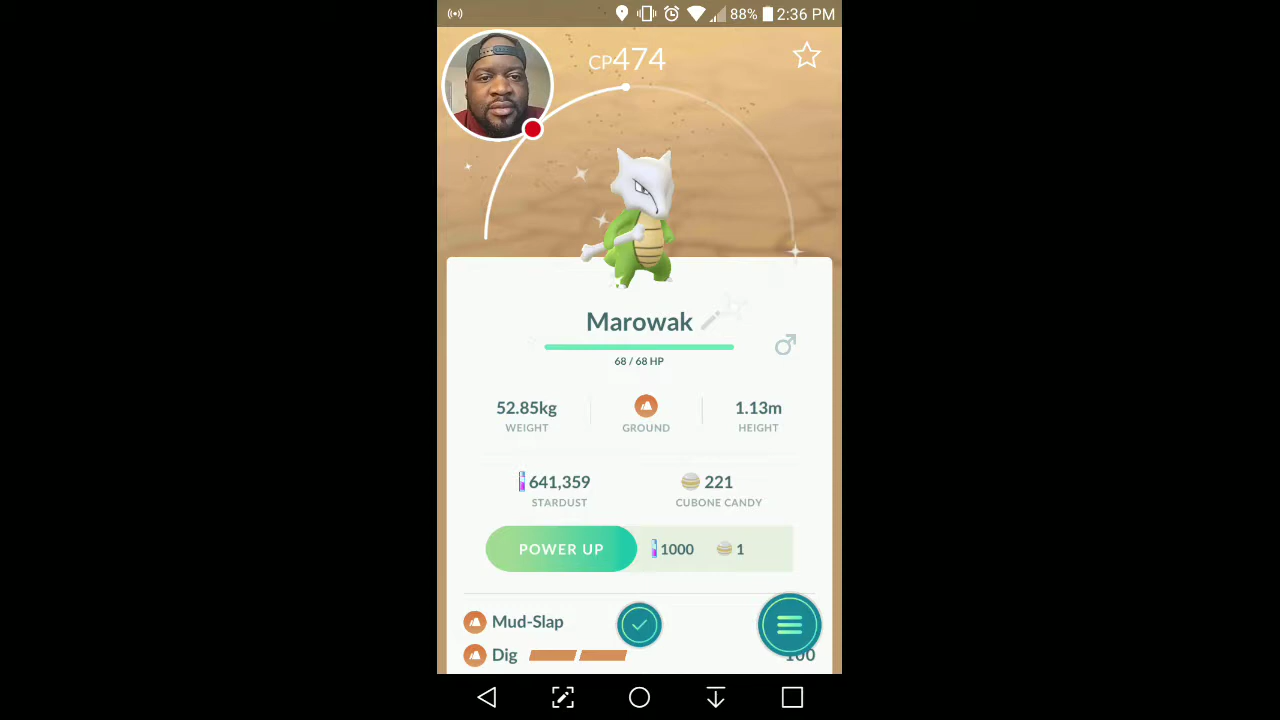 88% 2:36 PM
CP474
Marowak
68 / 68 HP
52.85kg
WEIGHT
GROUND
1.13m
HEIGHT
641,359
STARDUST
221
CUBONE CANDY
POWER UP 1000 1
Mud-Slap
Dig 100